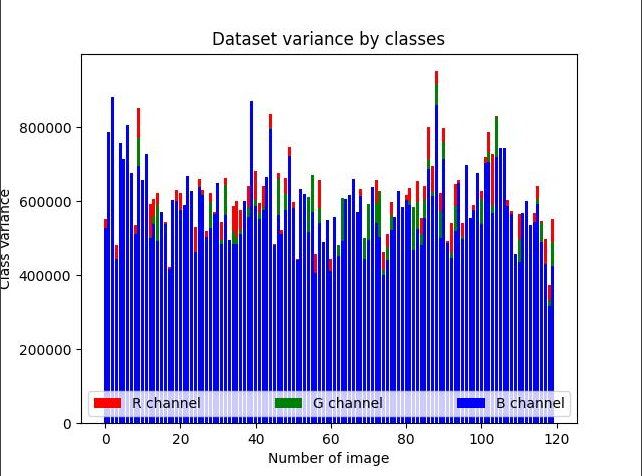 Dataset variance by classes
800000
600000
400000
200000
0
Class variance
R channel G channel B channel
0 20 40 60 80 100 120
Number of image